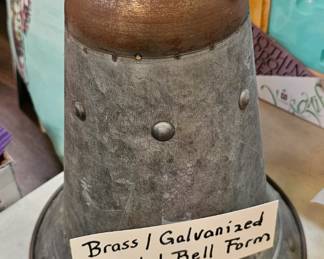 Brass / Galvanized
Bell Form